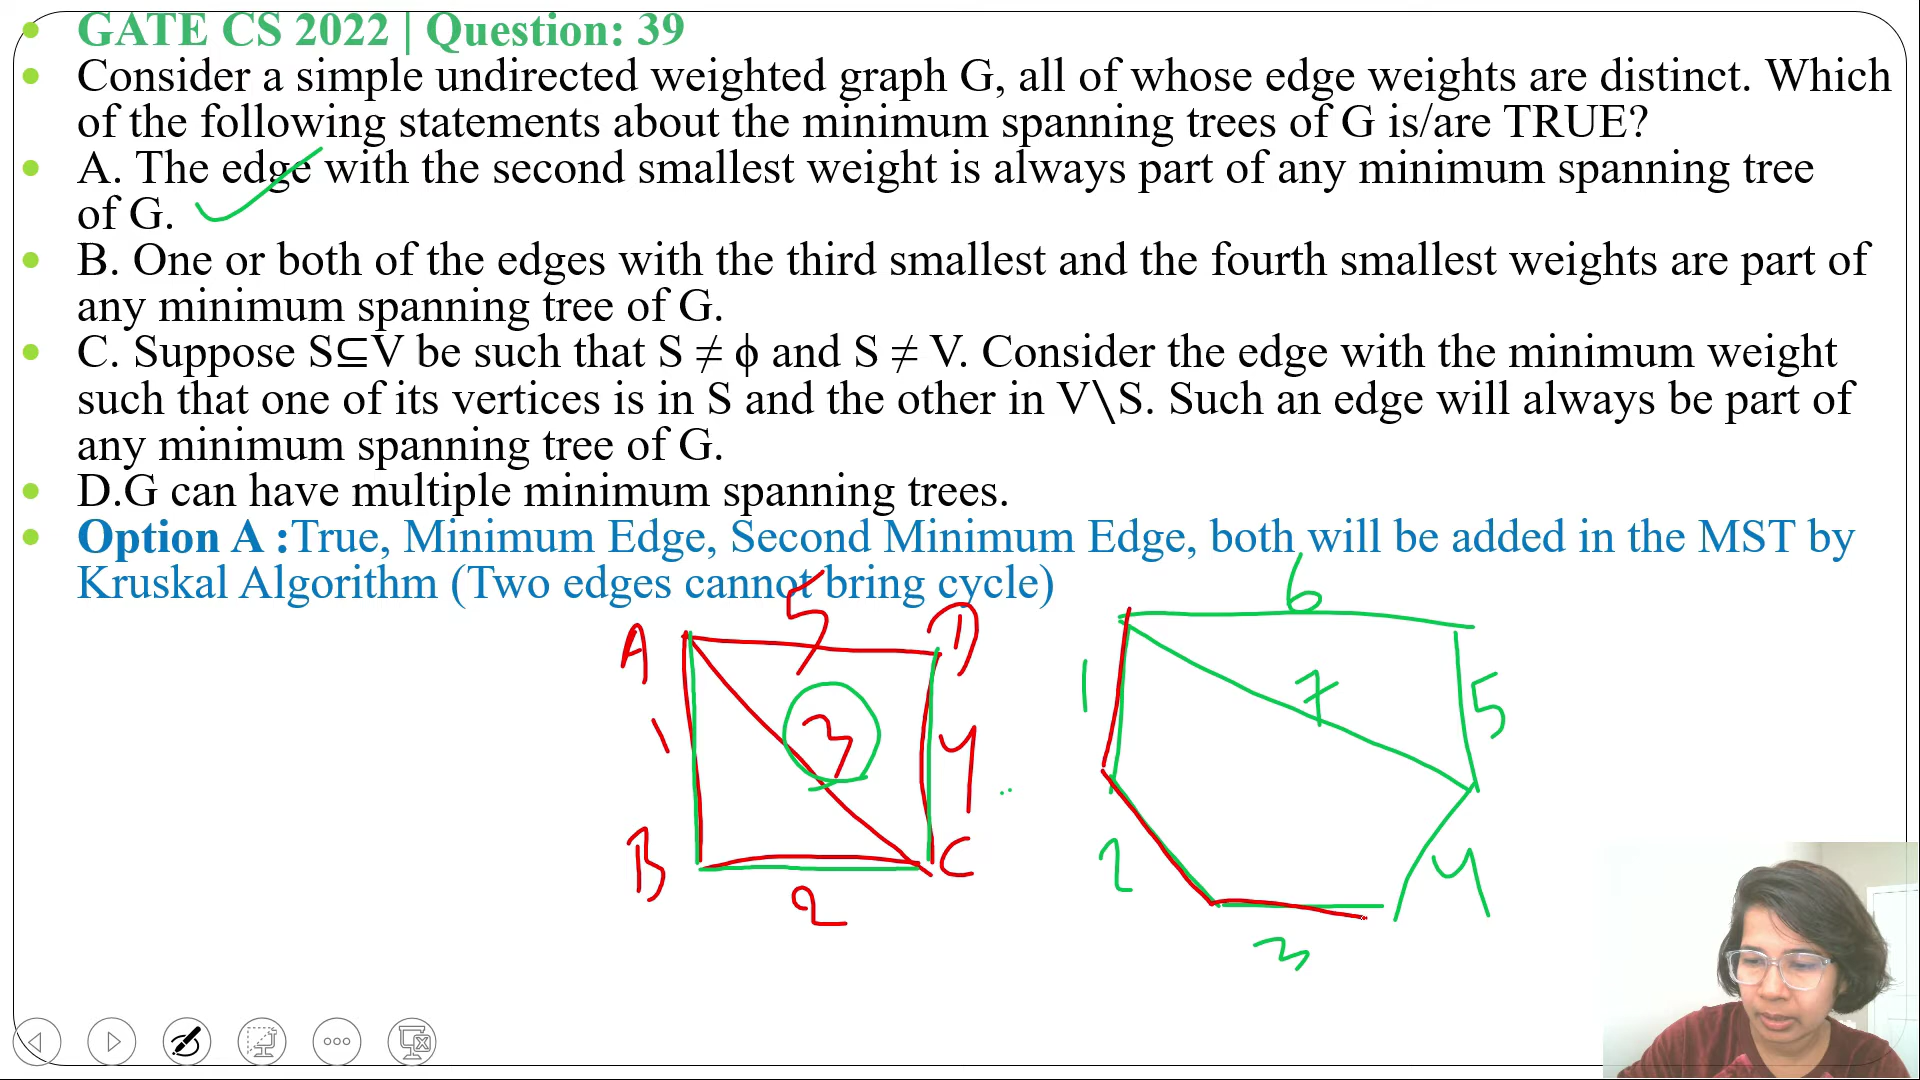 GATE CS 2022 | Question: 39
Consider a simple undirected weighted graph G, all of whose edge weights are distinct. Which
of the following statements about the minimum spanning trees of G is/are TRUE?
A. The edge with the second smallest weight is always part of any minimum spanning tree
of G.
B. One or both of the edges with the third smallest and the fourth smallest weights are part of
any minimum spanning tree of G.
C. Suppose S⊆V be such that S ≠ ϕ and S ≠ V. Consider the edge with the minimum weight
such that one of its vertices is in S and the other in V\S. Such an edge will always be part of
any minimum spanning tree of G.
D.G can have multiple minimum spanning trees.
Option A :True, Minimum Edge, Second Minimum Edge, both will be added in the MST by
Kruskal Algorithm (Two edges cannot bring cycle)
5 6
A D
1 3 4 1 7 5
B C 2 4
2 3